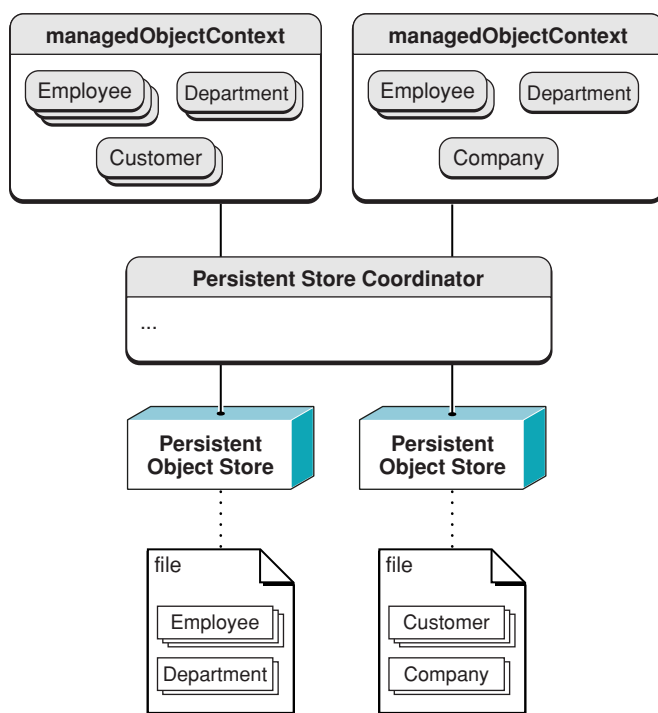 managedObjectContext
Employee
Department
Customer
managedObjectContext
Employee
Department
Company
Persistent Store Coordinator
...
Persistent
Object Store
Persistent
Object Store
file
Employee
Department
file
Customer
Company